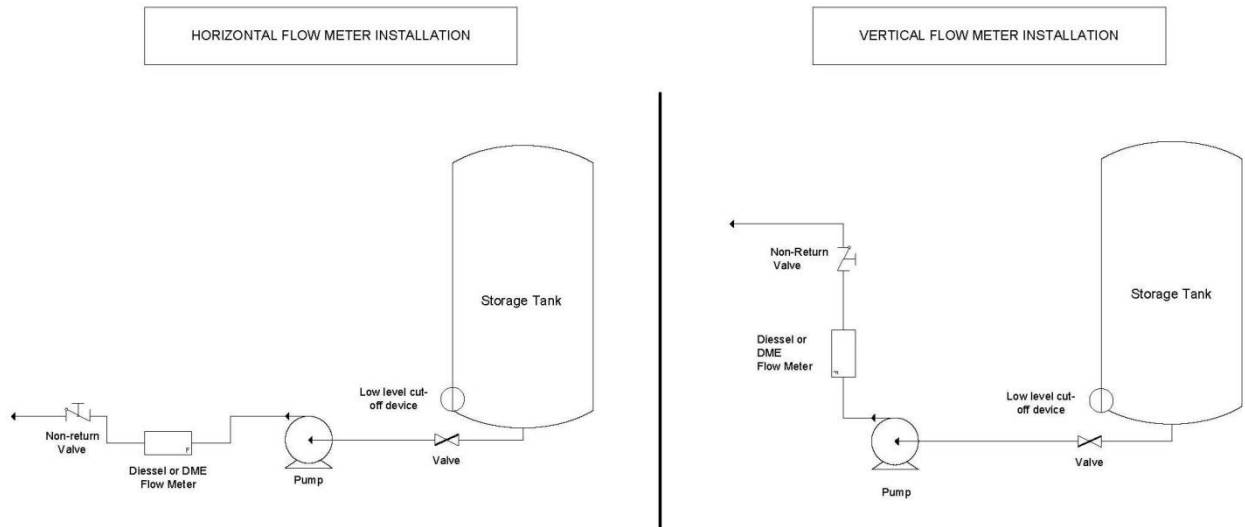 HORIZONTAL FLOW METER INSTALLATION
VERTICAL FLOW METER INSTALLATION
Storage Tank
Low level cut-
off device
Non-return
Valve
Diessel or DME
Flow Meter
F
Pump
Valve
Non-Return
Valve
Storage Tank
Diessel or
DME
Flow Meter
F
Low level cut-
off device
Valve
Pump